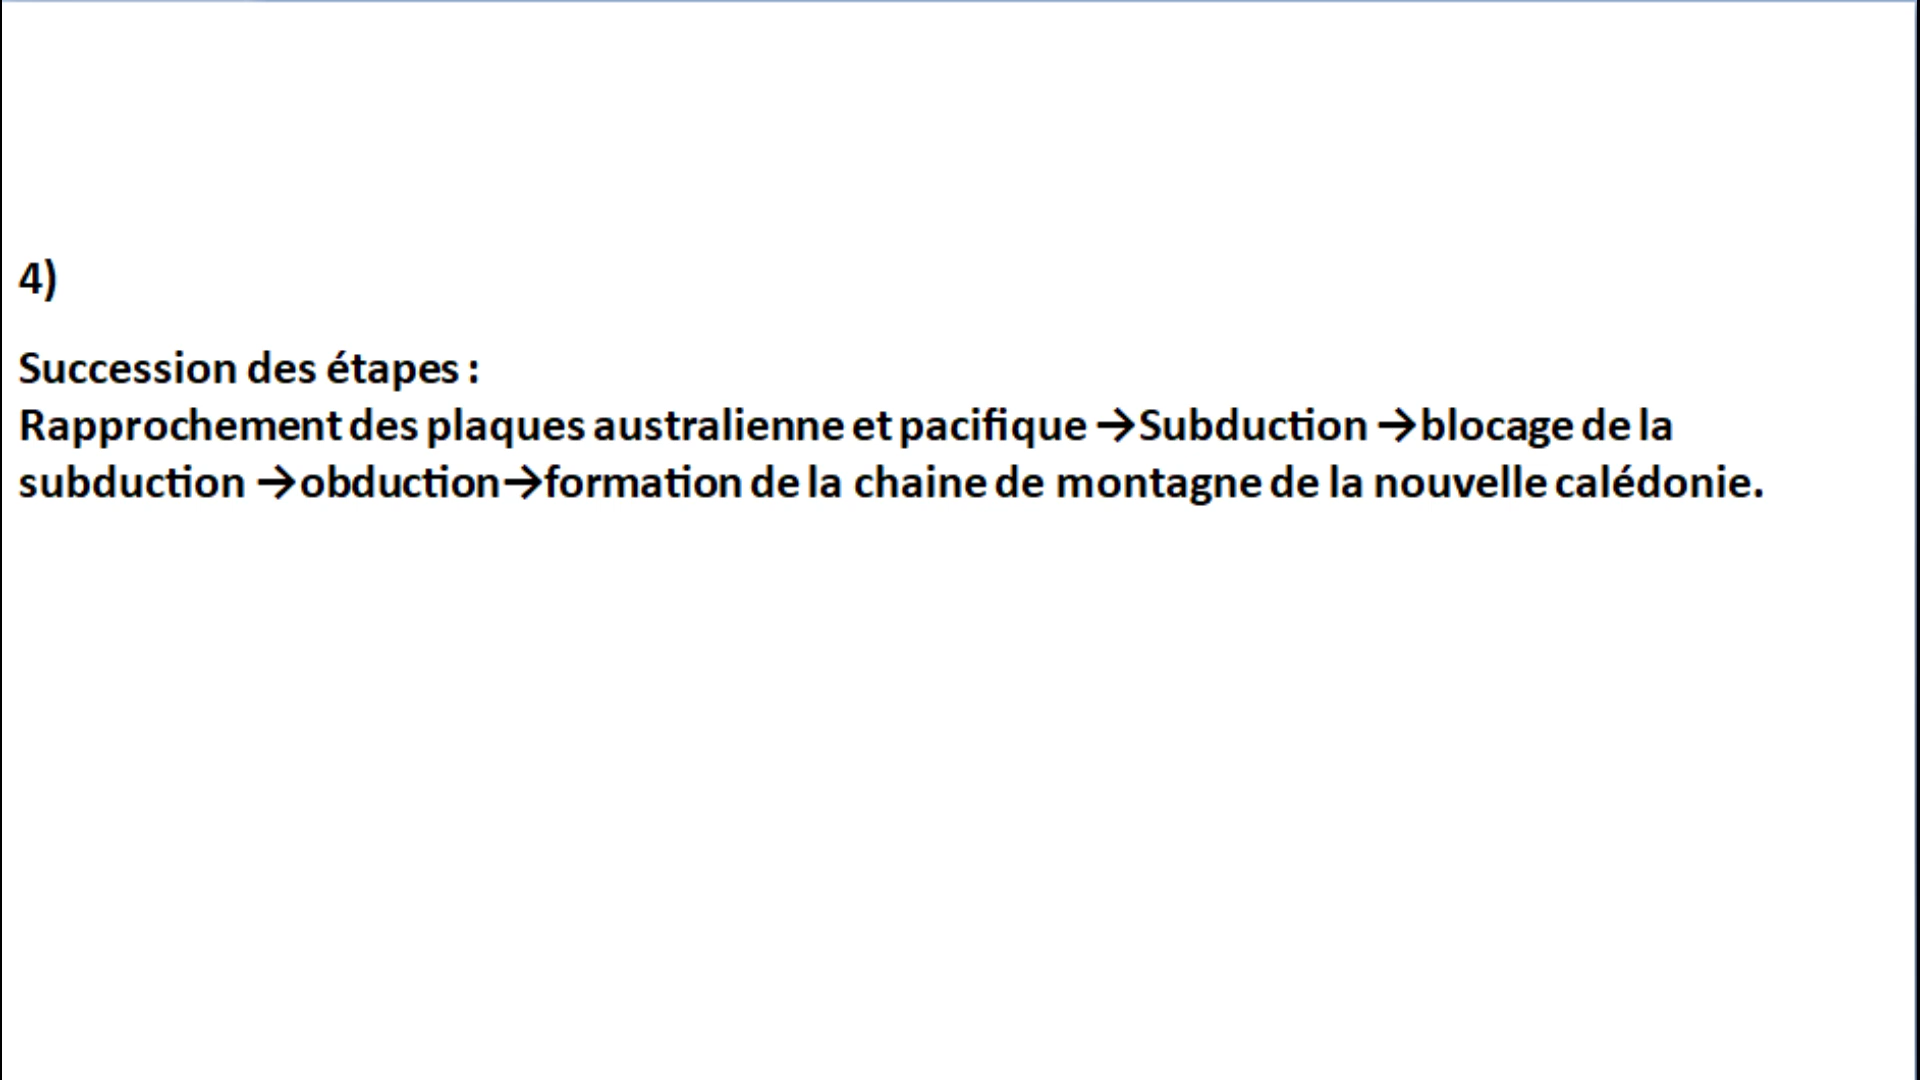 4)
Succession des étapes :
Rapprochement des plaques australienne et pacifique →Subduction →blocage de la
subduction →obduction→formation de la chaine de montagne de la nouvelle calédonie.